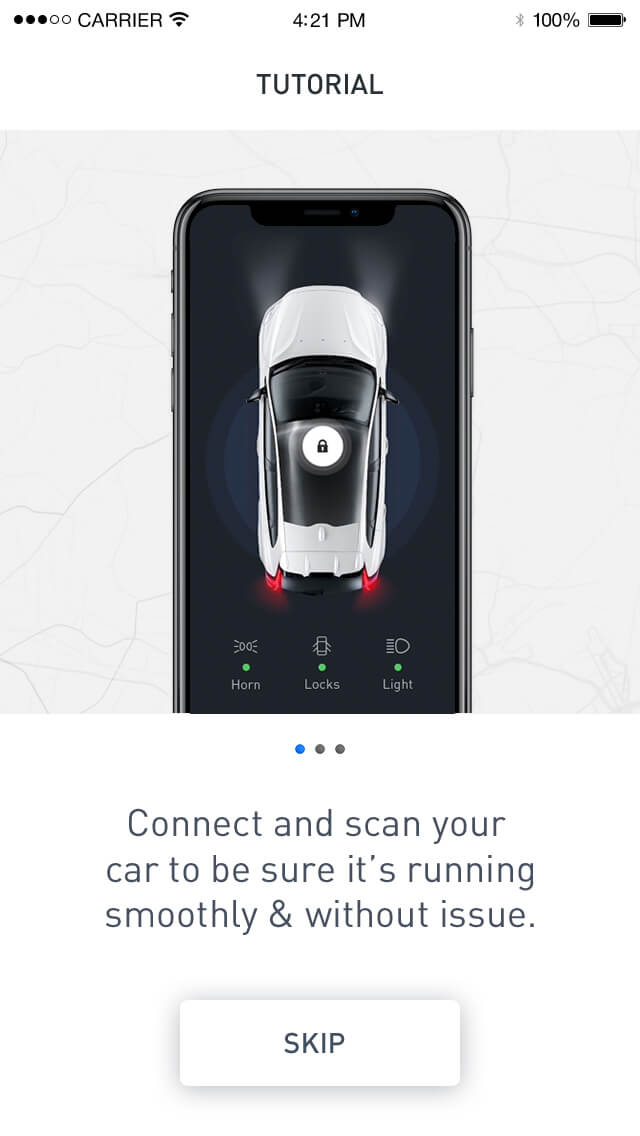 CARRIER 4:21 PM 100%
TUTORIAL
Horn Locks Light
Connect and scan your
car to be sure it’s running
smoothly & without issue.
SKIP